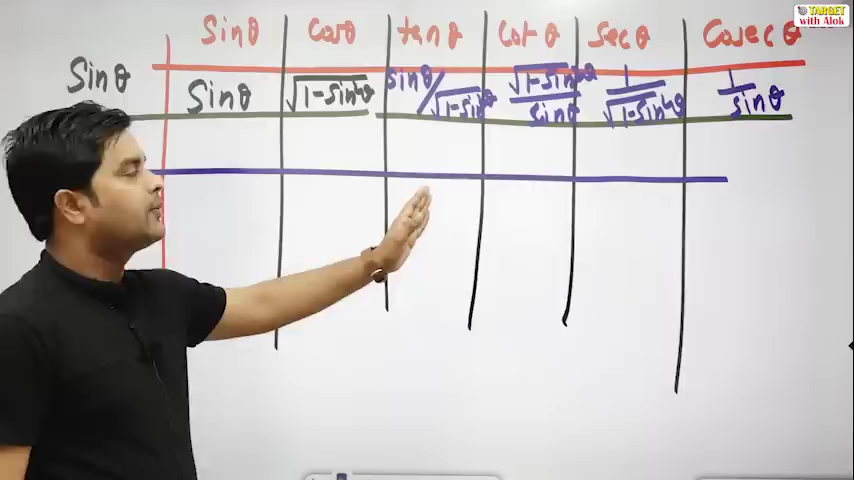 TARGET
with Alok
Sinθ Cosθ tanθ Cotθ Secθ Cosecθ
Sinθ Sinθ √1-Sin²θ Sinθ/√1-Sin²θ √1-Sin²θ/Sinθ 1/√1-Sin²θ 1/Sinθ